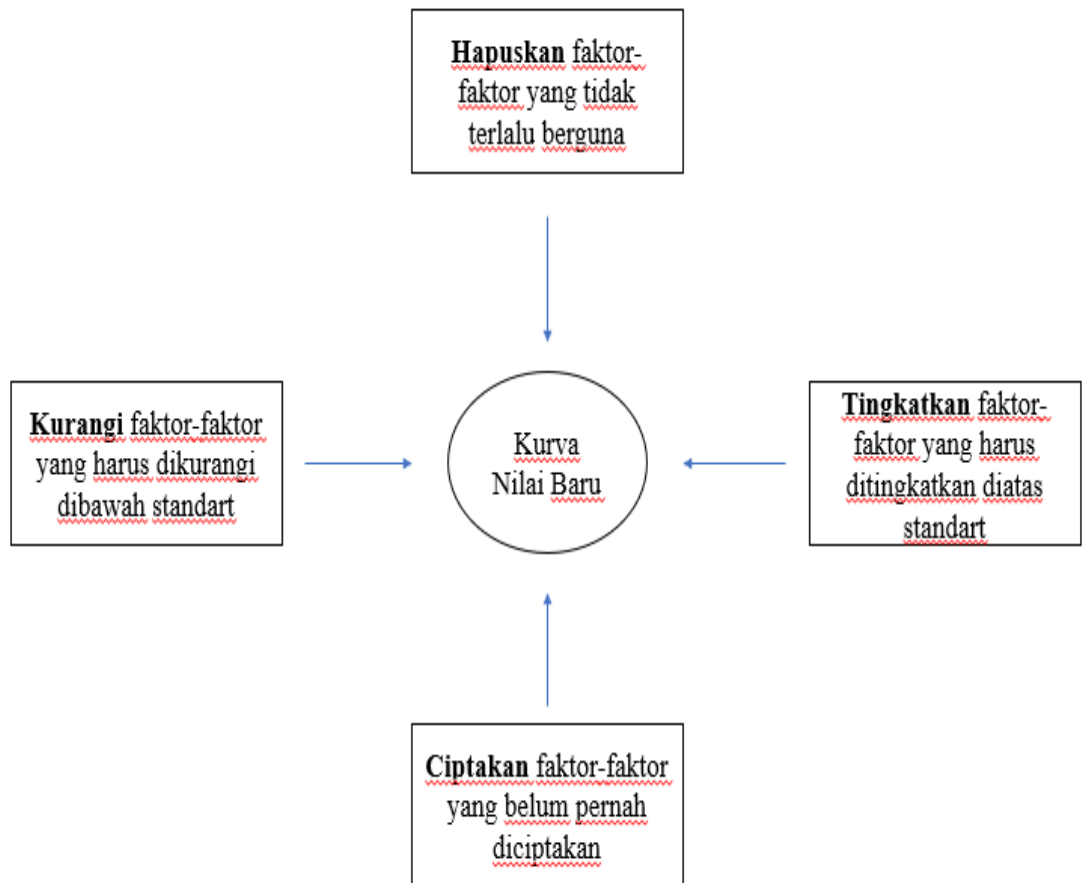 Hapuskan faktor-
faktor yang tidak
terlalu berguna
Kurangi faktor-faktor
yang harus dikurangi
dibawah standart
Kurva
Nilai Baru
Tingkatkan faktor-
faktor yang harus
ditingkatkan diatas
standart
Ciptakan faktor-faktor
yang belum pernah
diciptakan